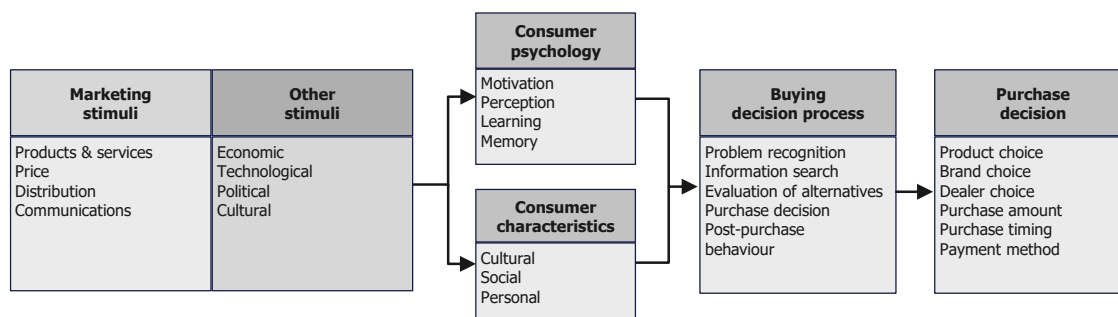 Marketing
stimuli
Products & services
Price
Distribution
Communications
Other
stimuli
Economic
Technological
Political
Cultural
Consumer
psychology
Motivation
Perception
Learning
Memory
Consumer
characteristics
Cultural
Social
Personal
Buying
decision process
Problem recognition
Information search
Evaluation of alternatives
Purchase decision
Post-purchase
behaviour
Purchase
decision
Product choice
Brand choice
Dealer choice
Purchase amount
Purchase timing
Payment method